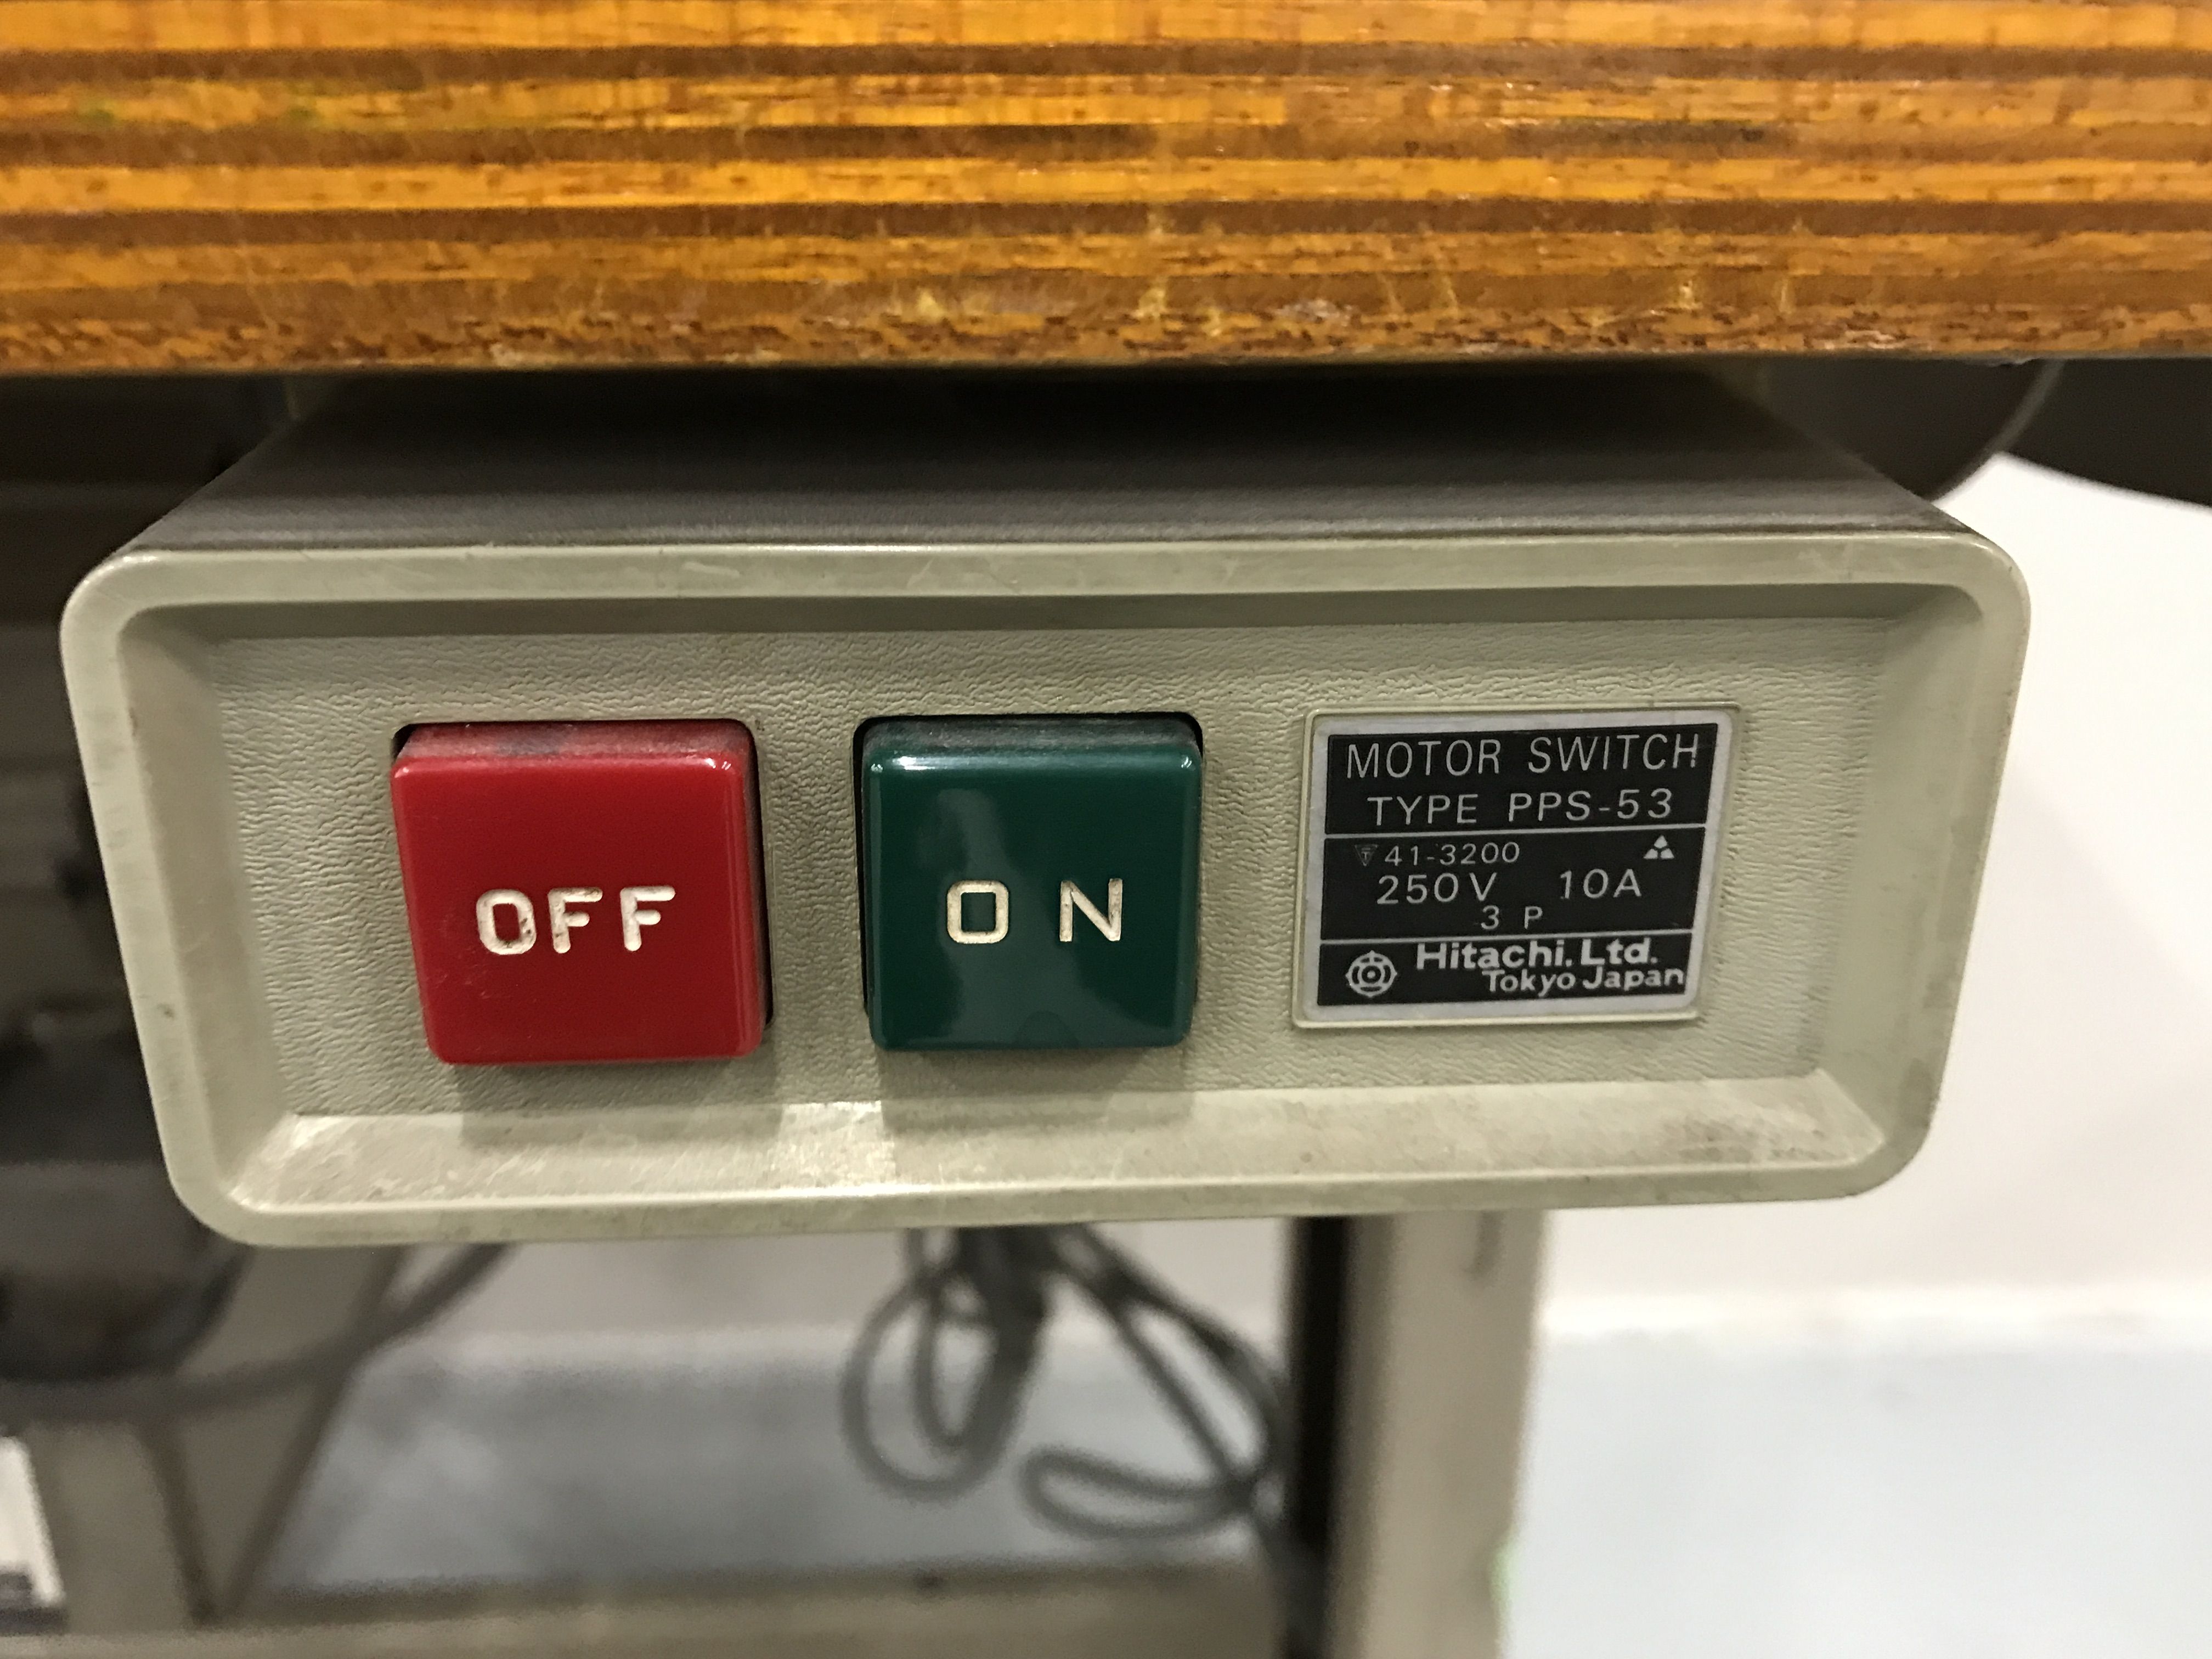 OFF
ON
MOTOR SWITCH
TYPE PPS-53
41-3200
250V 10A
3 P
Hitachi. Ltd.
Tokyo Japan